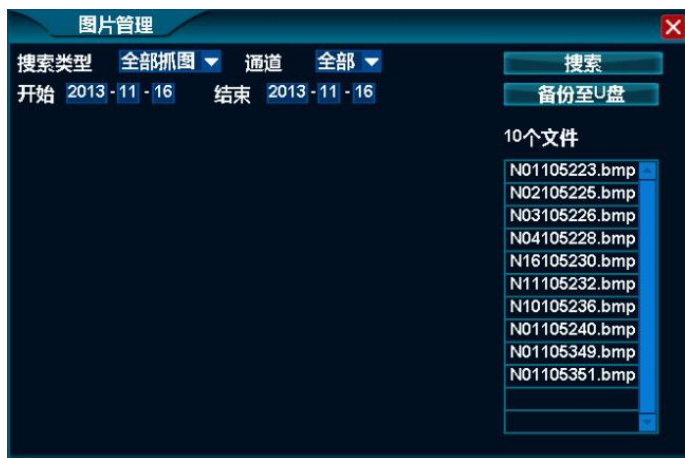 图片管理
搜索类型 全部抓图 通道 全部 搜索
开始 2013-11-16 结束 2013-11-16 备份至U盘
10个文件
N01105223.bmp
N02105225.bmp
N03105226.bmp
N04105228.bmp
N16105230.bmp
N11105232.bmp
N10105236.bmp
N01105240.bmp
N01105349.bmp
N01105351.bmp